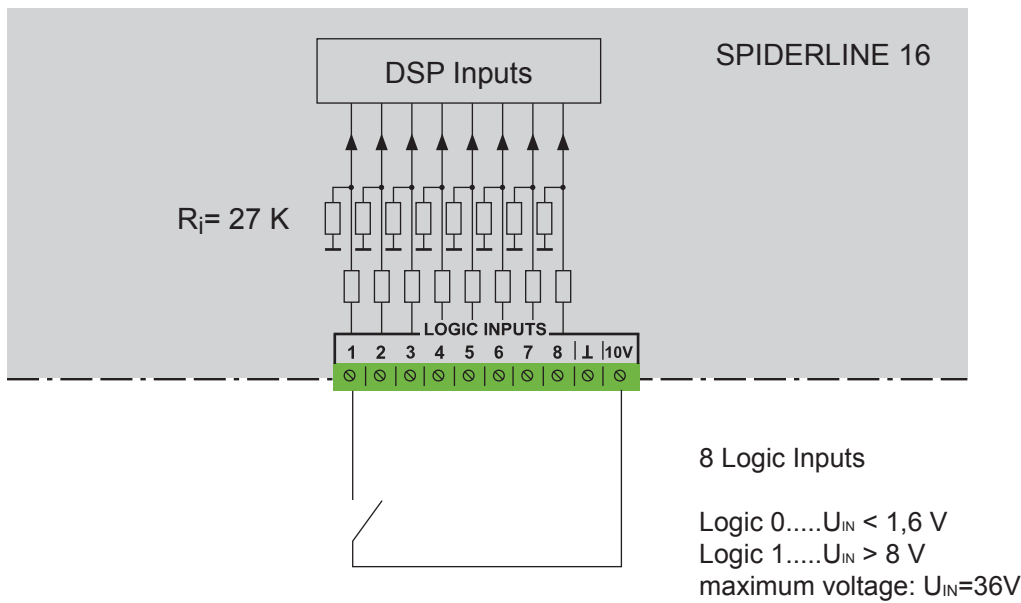 SPIDERLINE 16
DSP Inputs
Ri= 27 K
LOGIC INPUTS
1 2 3 4 5 6 7 8 ⊥ 10V
8 Logic Inputs
Logic 0.....UIN < 1,6 V
Logic 1.....UIN > 8 V
maximum voltage: UIN=36V